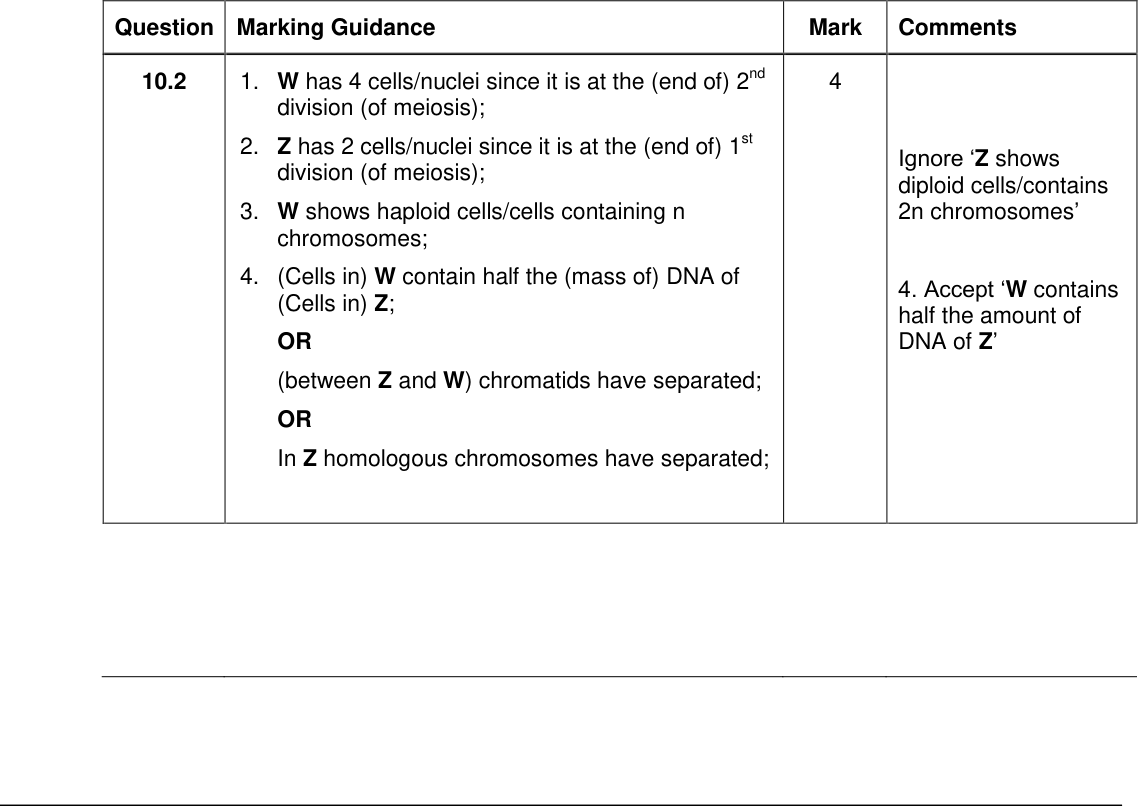 Question Marking Guidance Mark Comments
10.2 1. W has 4 cells/nuclei since it is at the (end of) 2nd 4
division (of meiosis);
2. Z has 2 cells/nuclei since it is at the (end of) 1st
division (of meiosis);
3. W shows haploid cells/cells containing n
chromosomes;
4. (Cells in) W contain half the (mass of) DNA of
(Cells in) Z;
OR
(between Z and W) chromatids have separated;
OR
In Z homologous chromosomes have separated;
Ignore ‘Z shows
diploid cells/contains
2n chromosomes’
4. Accept ‘W contains
half the amount of
DNA of Z’